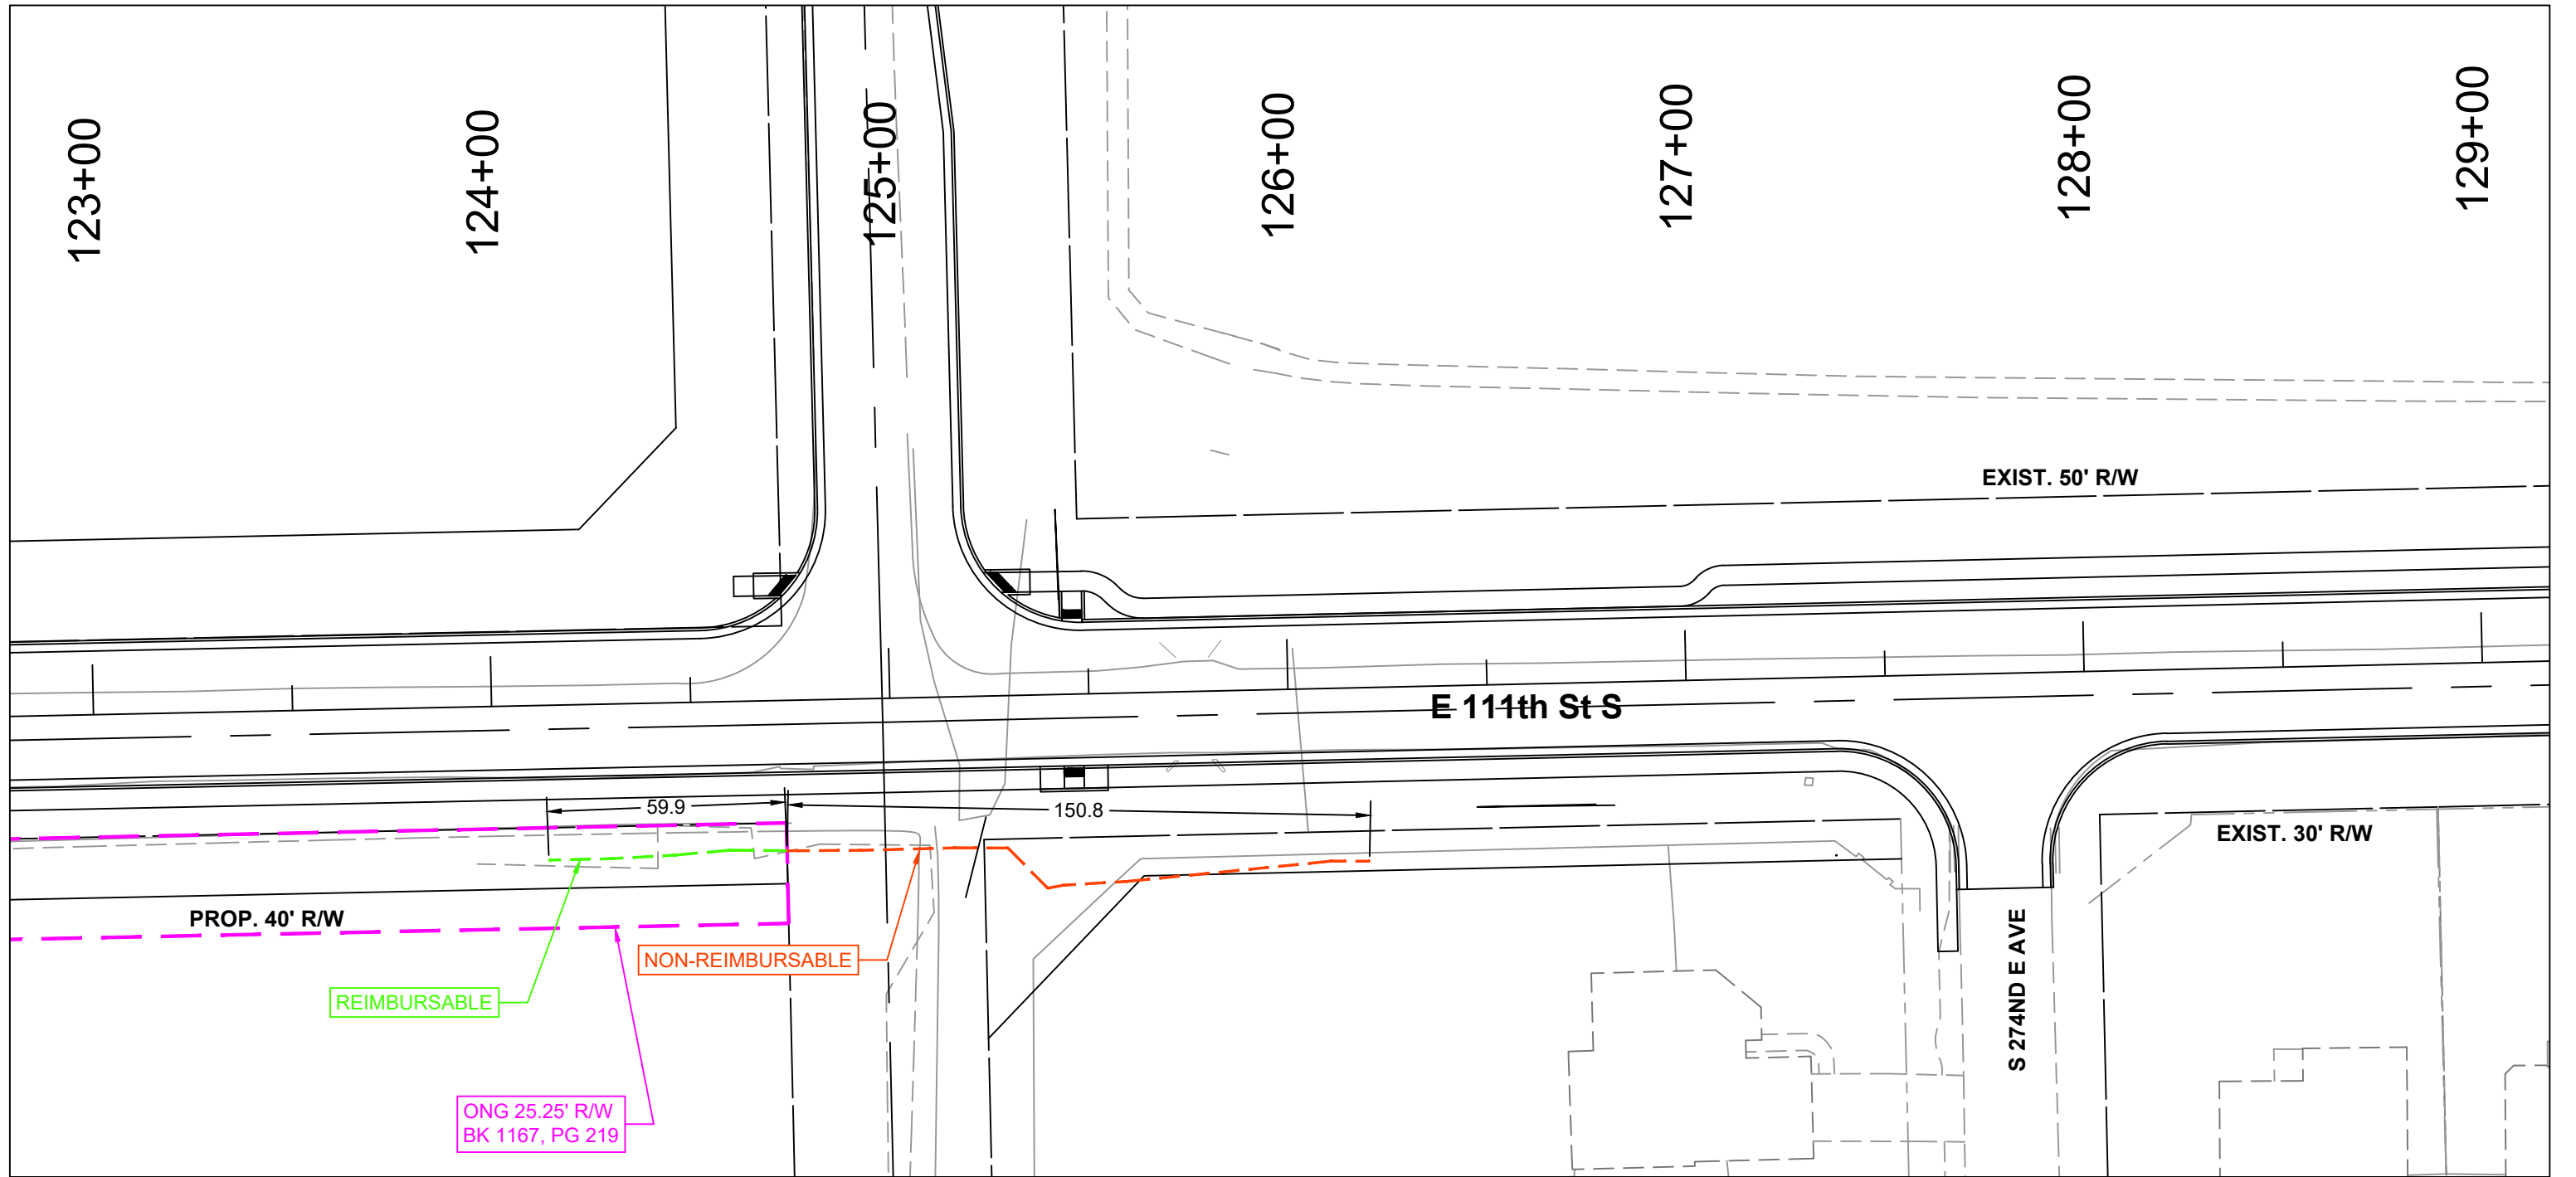 123+00
124+00
125+00
126+00
127+00
128+00
129+00
EXIST. 50' R/W
E 111th St S
59.9
150.8
EXIST. 30' R/W
PROP. 40' R/W
NON-REIMBURSABLE
REIMBURSABLE
S 274ND E AVE
ONG 25.25' R/W
BK 1167, PG 219